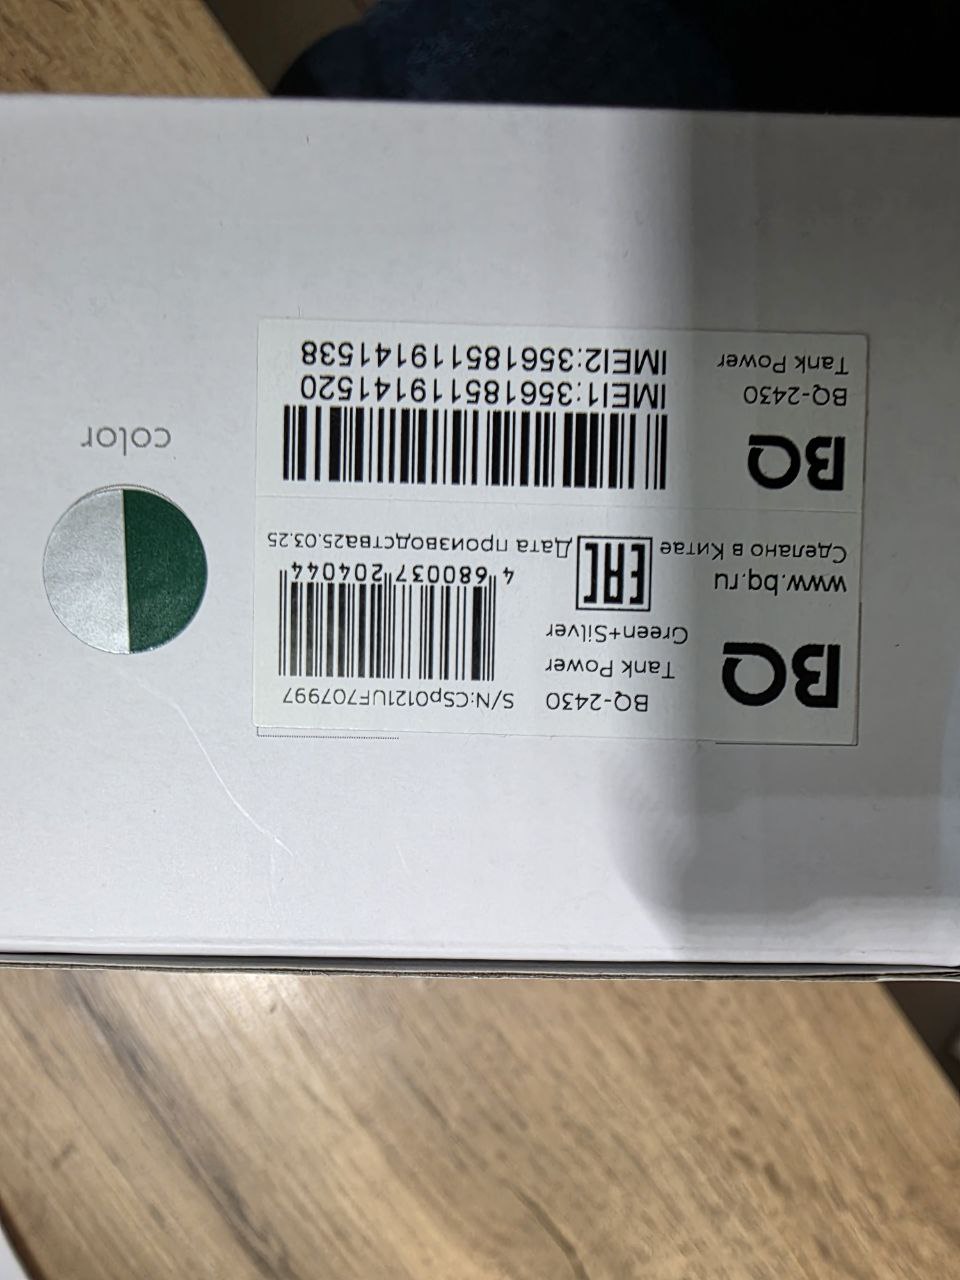 BQ
BQ-2430
Tank Power
Green+Silver
S/N:CSp0121UF707997
4 680037 204044
www.bq.ru
Сделано в Китае
EAC
Дата производства25.03.25
BQ
BQ-2430
Tank Power
IMEI1:356185119141520
IMEI2:356185119141538
color